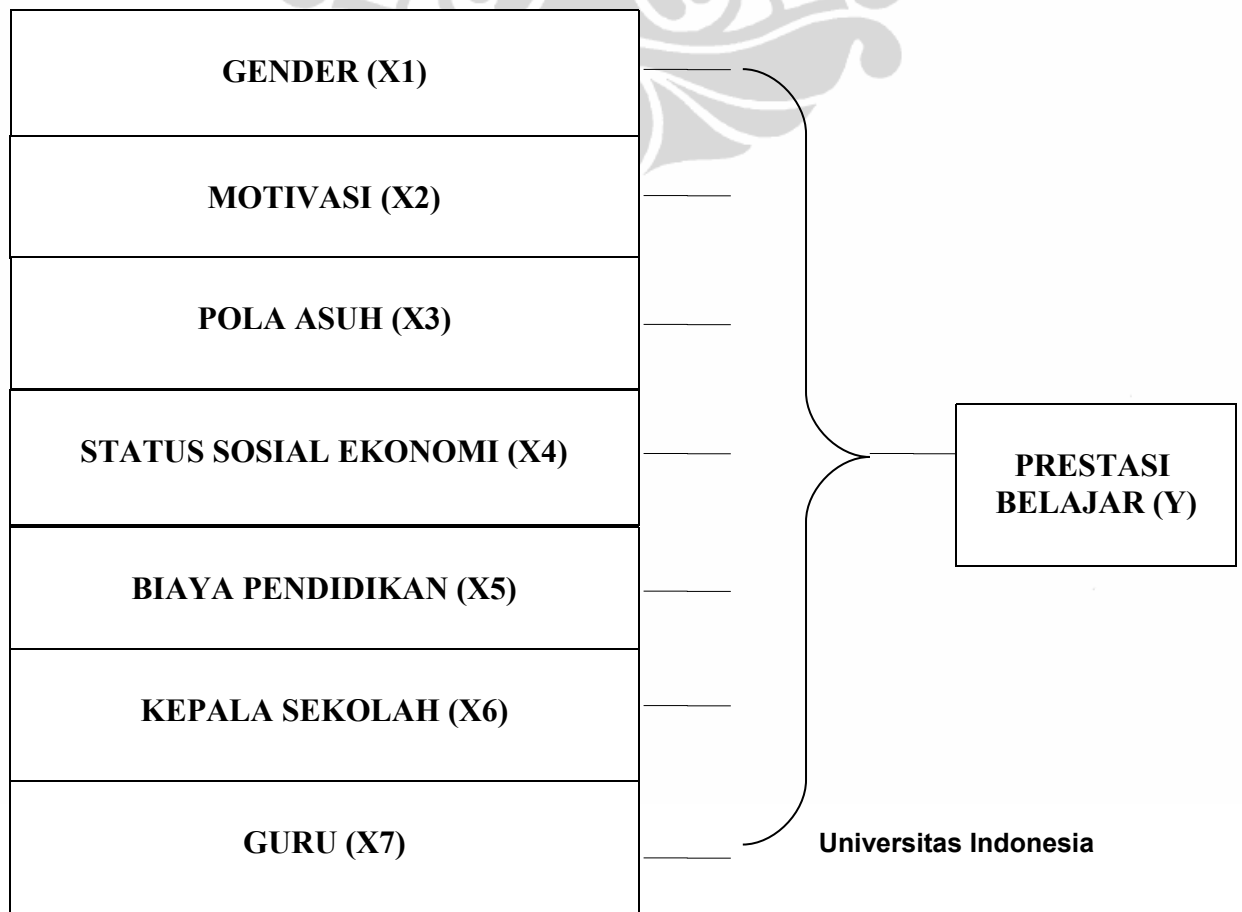 GENDER (X1)
MOTIVASI (X2)
POLA ASUH (X3)
STATUS SOSIAL EKONOMI (X4)
BIAYA PENDIDIKAN (X5)
KEPALA SEKOLAH (X6)
GURU (X7)
PRESTASI
BELAJAR (Y)
Universitas Indonesia